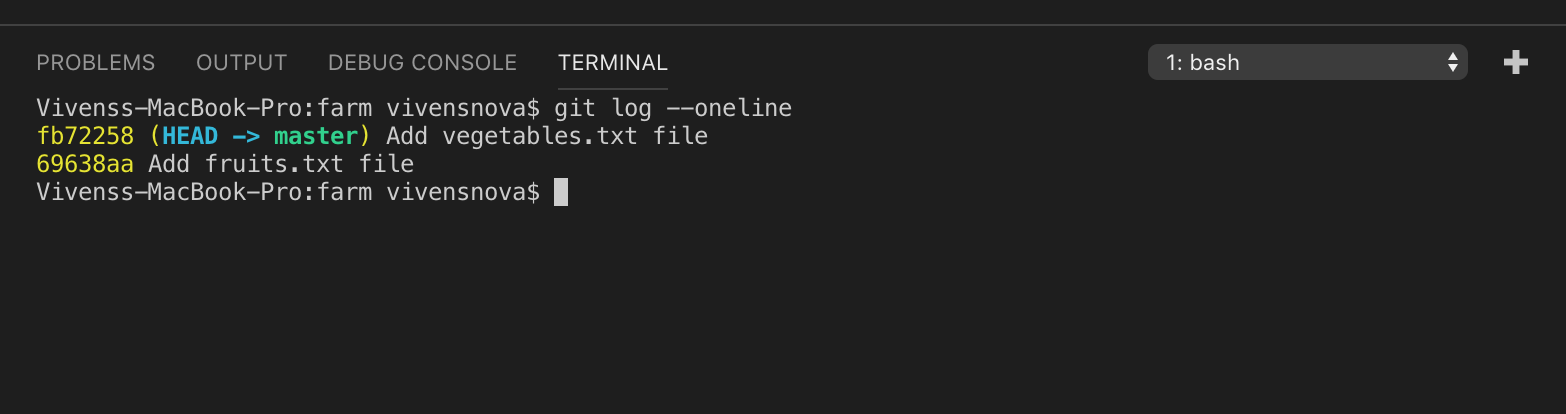 PROBLEMS OUTPUT DEBUG CONSOLE TERMINAL 1: bash
Vivenss-MacBook-Pro:farm vivensnova$ git log --oneline
fb72258 (HEAD -> master) Add vegetables.txt file
69638aa Add fruits.txt file
Vivenss-MacBook-Pro:farm vivensnova$